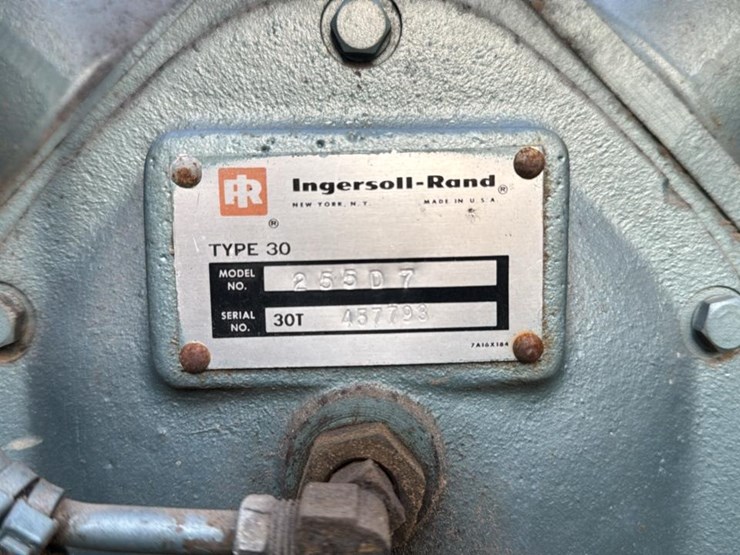 IR Ingersoll-Rand®
NEW YORK, N.Y. MADE IN U.S.A
®
TYPE 30
MODEL NO. 255D7
SERIAL NO. 30T 457793
7A16X184